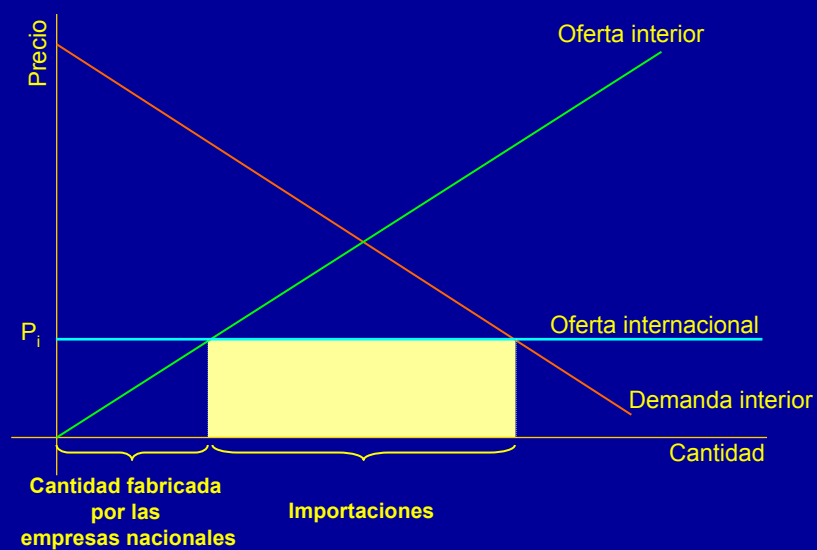 Precio
Oferta interior
Pi
Oferta internacional
Demanda interior
Cantidad
Cantidad fabricada
por las
empresas nacionales
Importaciones